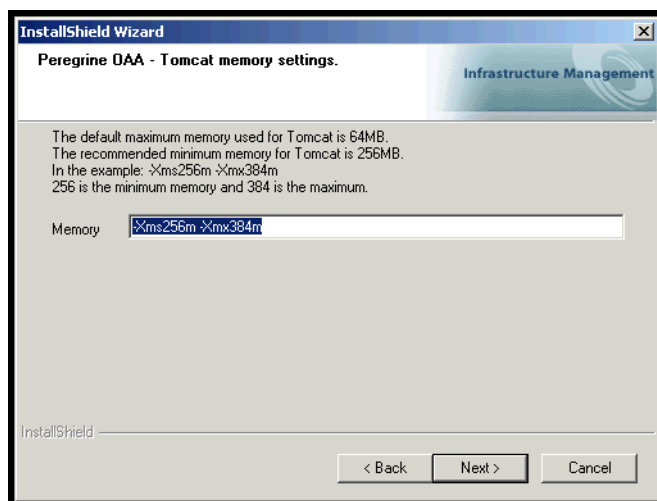 InstallShield Wizard
Peregrine OAA - Tomcat memory settings.
Infrastructure Management
The default maximum memory used for Tomcat is 64MB.
The recommended minimum memory for Tomcat is 256MB.
In the example: -Xms256m -Xmx384m
256 is the minimum memory and 384 is the maximum.
Memory -Xms256m -Xmx384m
InstallShield
< Back Next > Cancel